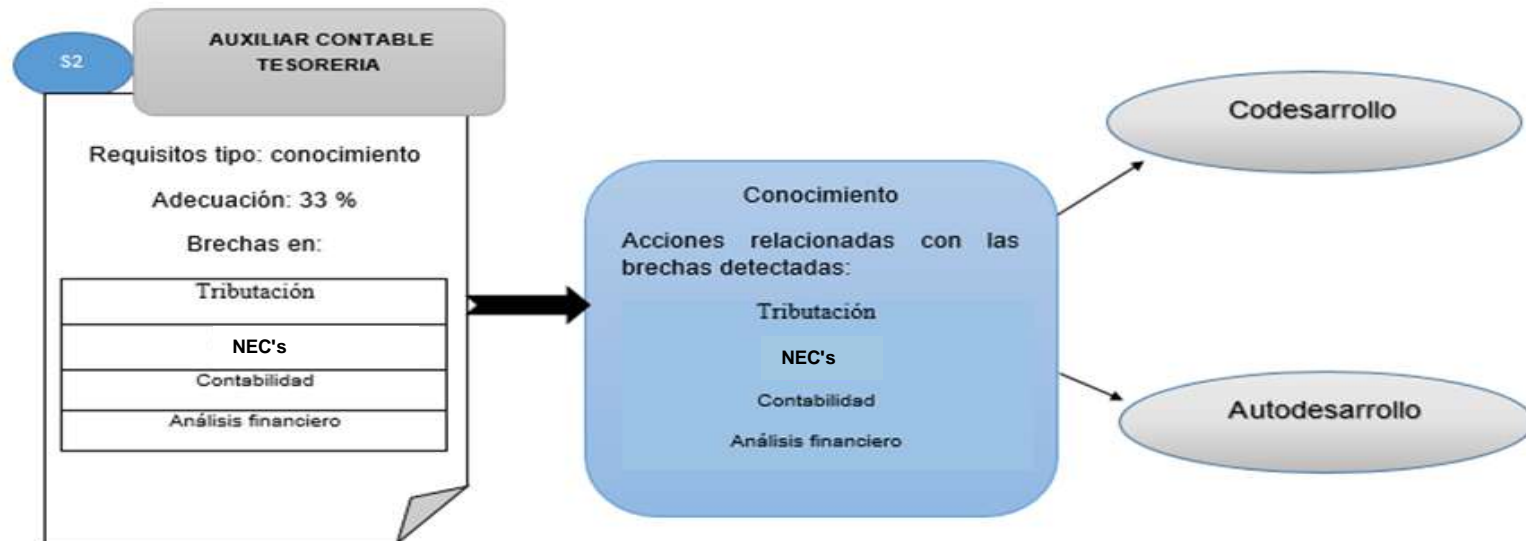 S2
AUXILIAR CONTABLE
TESORERIA
Requisitos tipo: conocimiento
Adecuación: 33 %
Brechas en:
Tributación
NEC's
Contabilidad
Análisis financiero
Conocimiento
Acciones relacionadas con las
brechas detectadas:
Tributación
NEC's
Contabilidad
Análisis financiero
Codesarrollo
Autodesarrollo